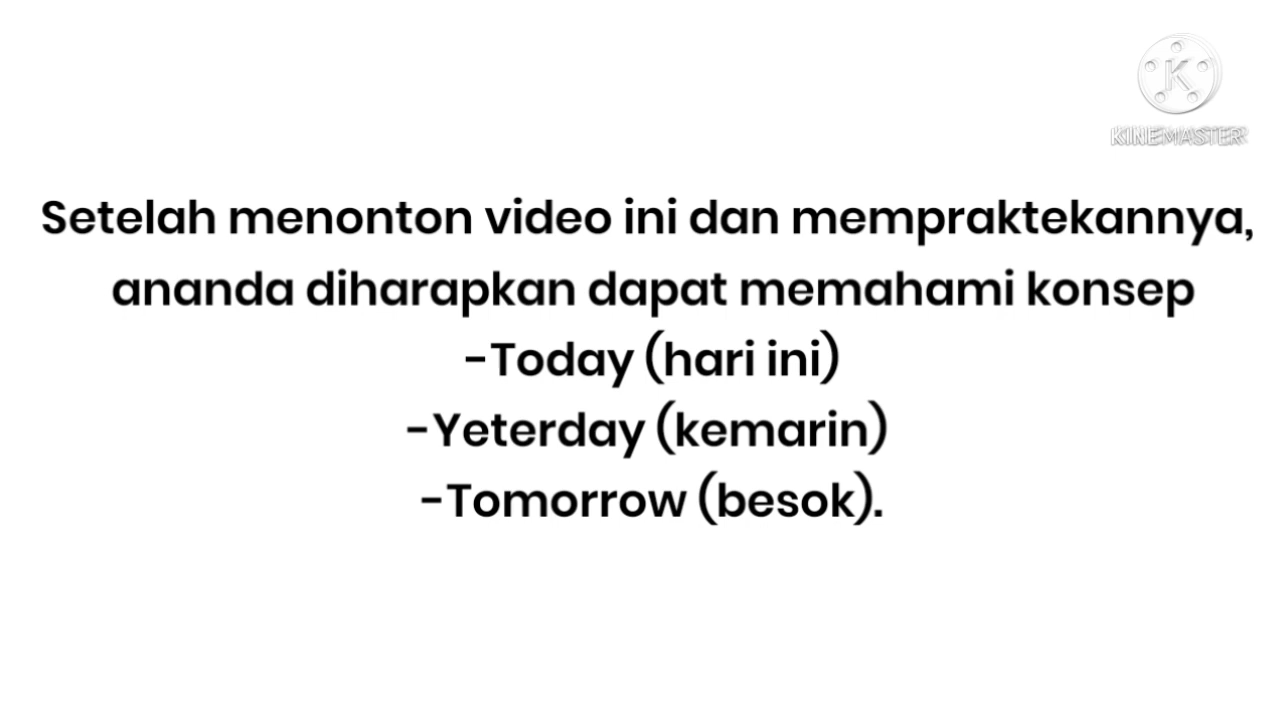 KINEMASTER
Setelah menonton video ini dan mempraktekannya,
ananda diharapkan dapat memahami konsep
-Today (hari ini)
-Yeterday (kemarin)
-Tomorrow (besok).